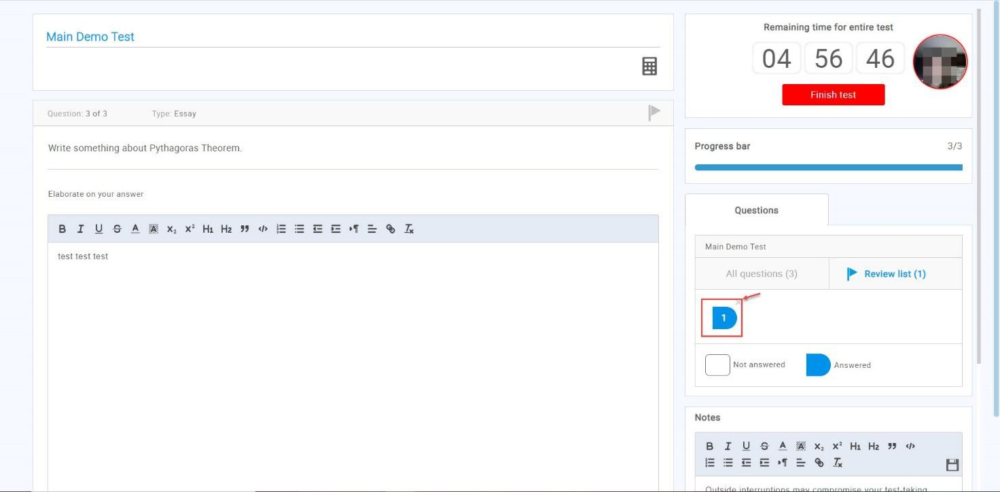 Main Demo Test
Question: 3 of 3 Type: Essay
Write something about Pythagoras Theorem.
Elaborate on your answer
B I U S A A X₂ X² H1 H2 ” </> ¶ Tx
test test test
Remaining time for entire test
04 56 46
Finish test
Progress bar 3/3
Questions
Main Demo Test
All questions (3) Review list (1)
×
1
Not answered Answered
Notes
B I U S A A X₂ X² H1 H2 ” </>
¶ Tx
Outside interruptions may compromise your test-taking